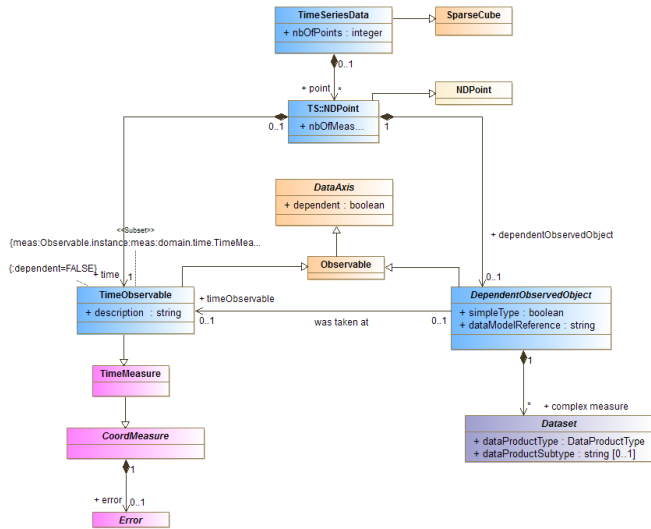 TimeSeriesData
+ nbOfPoints : integer
SparseCube
0..1
+ point
*
NDPoint
TS::NDPoint
+ nbOfMeas...
0..1
1
DataAxis
+ dependent : boolean
<<Subset>>
{meas:Observable.instance:meas:domain.time.TimeMea...
+ dependentObservedObject
{:dependent=FALSE}
+ time
1
Observable
0..1
TimeObservable
+ description : string
+ timeObservable
0..1
was taken at
0..1
DependentObservedObject
+ simpleType : boolean
+ dataModelReference : string
1
TimeMeasure
*
+ complex measure
CoordMeasure
1
Dataset
+ dataProductType : DataProductType
+ dataProductSubtype : string [0..1]
+ error
0..1
Error